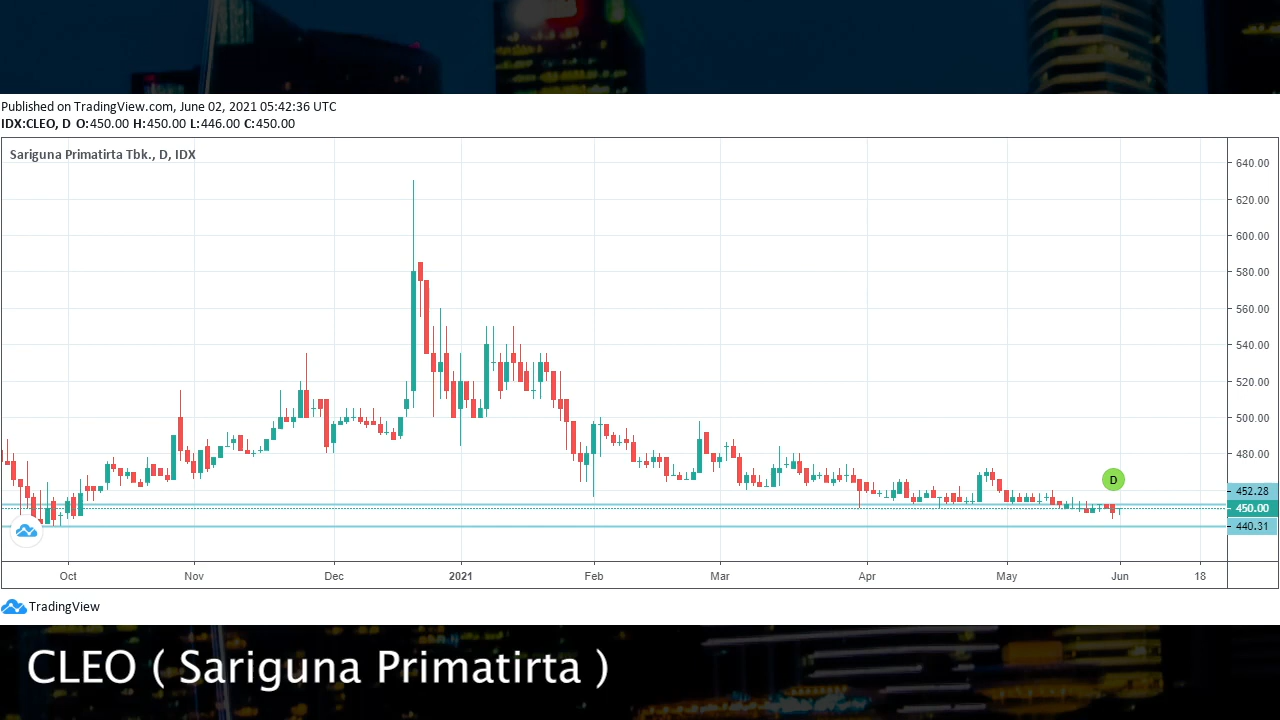 Published on TradingView.com, June 02, 2021 05:42:36 UTC
IDX:CLEO, D O:450.00 H:450.00 L:446.00 C:450.00
Sariguna Primatirta Tbk., D, IDX
640.00
620.00
600.00
580.00
560.00
540.00
520.00
500.00
480.00
D
452.28
450.00
440.31
Oct Nov Dec 2021 Feb Mar Apr May Jun 18
TradingView
CLEO ( Sariguna Primatirta )